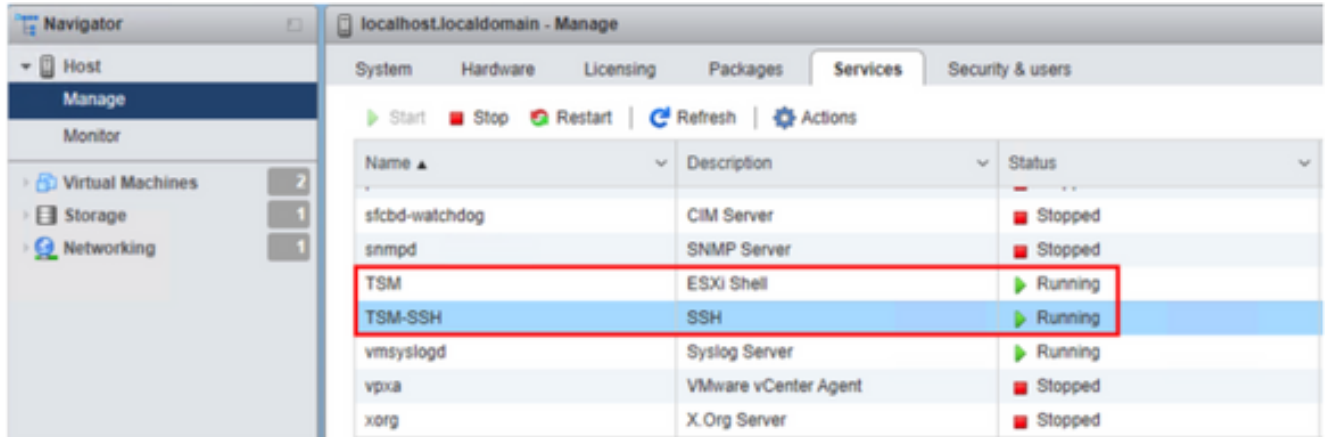 Navigator
localhost.localdomain - Manage
Host
Manage
Monitor
Virtual Machines 2
Storage 1
Networking 1
System Hardware Licensing Packages Services Security & users
Start Stop Restart Refresh Actions
Name Description Status
sfcbd-watchdog CIM Server Stopped
snmpd SNMP Server Stopped
TSM ESXi Shell Running
TSM-SSH SSH Running
vmsyslogd Syslog Server Running
vpxa VMware vCenter Agent Stopped
xorg X.Org Server Stopped